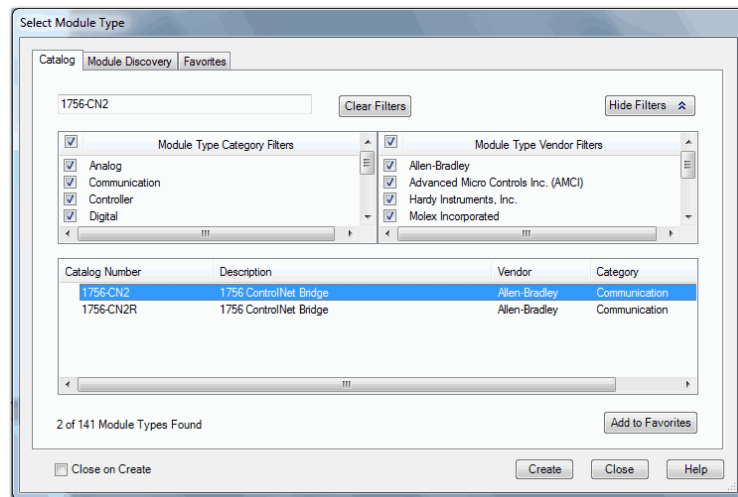 Select Module Type
Catalog Module Discovery Favorites
1756-CN2 Clear Filters Hide Filters
Module Type Category Filters Module Type Vendor Filters
Analog Allen-Bradley
Communication Advanced Micro Controls Inc. (AMCI)
Controller Hardy Instruments, Inc.
Digital Molex Incorporated
Catalog Number Description Vendor Category
1756-CN2 1756 ControlNet Bridge Allen-Bradley Communication
1756-CN2R 1756 ControlNet Bridge Allen-Bradley Communication
2 of 141 Module Types Found Add to Favorites
Close on Create Create Close Help